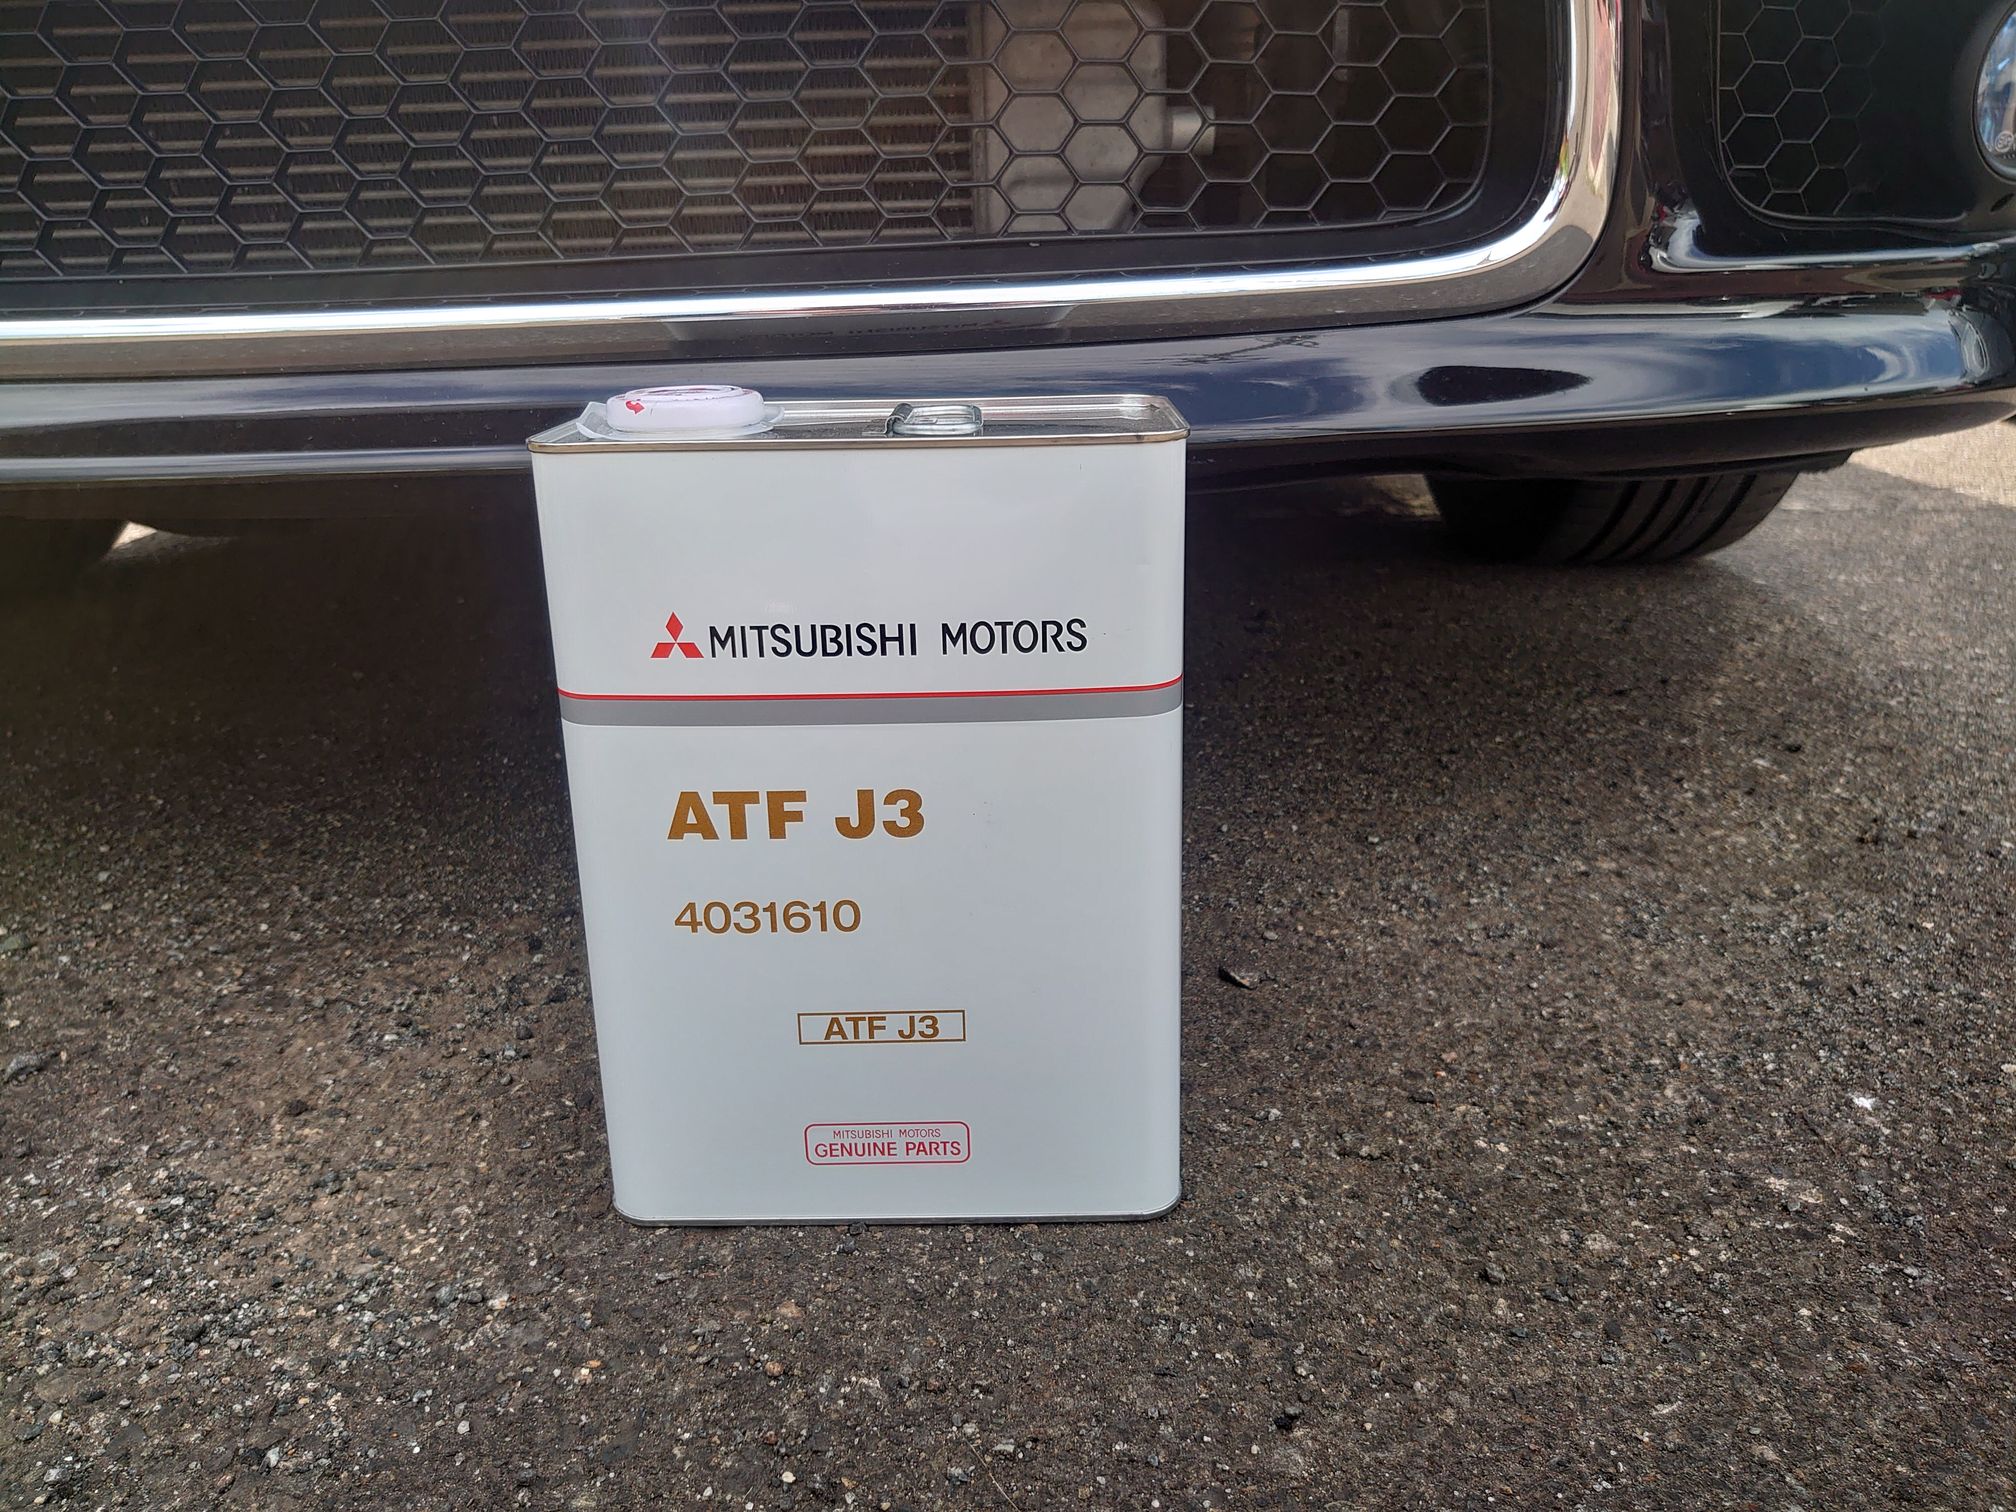 MITSUBISHI MOTORS
ATF J3
4031610
ATF J3
MITSUBISHI MOTORS
GENUINE PARTS